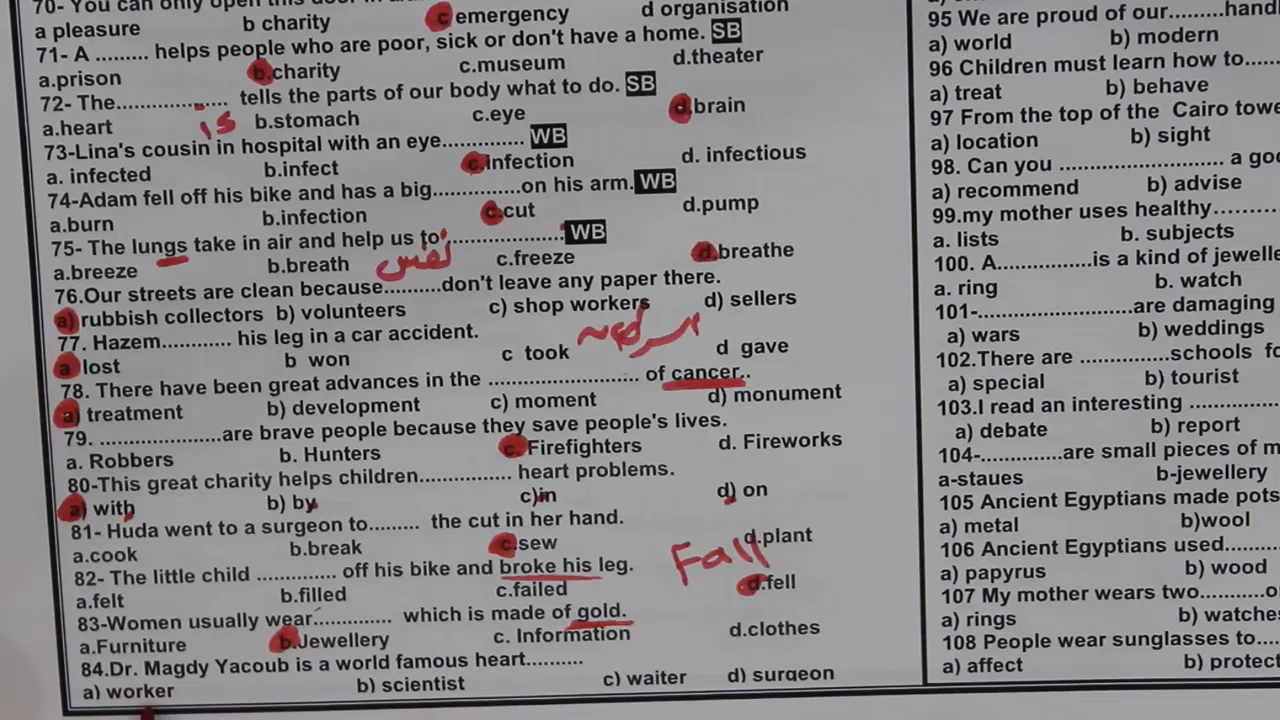 70- You can only open this door in
a pleasure b charity c emergency d organisation
71- A ......... helps people who are poor, sick or don't have a home. SB
a.prison b.charity c.museum d.theater
72- The................... tells the parts of our body what to do. SB
a.heart b.stomach c.eye d.brain
is
73-Lina's cousin in hospital with an eye.............. WB
a. infected b.infect c.Infection d. infectious
74-Adam fell off his bike and has a big...............on his arm. WB
a.burn b.infection c.cut d.pump
75- The lungs take in air and help us to .................... WB
a.breeze b.breath c.freeze d.breathe
76.Our streets are clean because..........don't leave any paper there.
a) rubbish collectors b) volunteers c) shop workers d) sellers
77. Hazem............ his leg in a car accident.
a lost b won c took d gave
78. There have been great advances in the .......................... of cancer..
a) treatment b) development c) moment d) monument
79. .....................are brave people because they save people's lives.
a. Robbers b. Hunters c. Firefighters d. Fireworks
80-This great charity helps children................ heart problems.
a) with b) by c)in d) on
81- Huda went to a surgeon to......... the cut in her hand.
a.cook b.break c.sew d.plant
Fall
82- The little child .............. off his bike and broke his leg.
a.felt b.filled c.failed d.fell
83-Women usually wear.............. which is made of gold.
a.Furniture b.Jewellery c. Information d.clothes
84.Dr. Magdy Yacoub is a world famous heart..........
a) worker b) scientist c) waiter d) surgeon
95 We are proud of our.........
a) world b) modern
96 Children must learn how to......
a) treat b) behave
97 From the top of the Cairo
a) location b) sight
98. Can you ............................ a
a) recommend b) advise
99.my mother uses healthy..........
a. lists b. subjects
100. A................is a kind of
a. ring b. watch
101-..........................are damaging
a) wars b) weddings
102.There are ...............schools
a) special b) tourist
103.I read an interesting ............
a) debate b) report
104-..............are small pieces of
a-staues b-jewellery
105 Ancient Egyptians made pots
a) metal b)wool
106 Ancient Egyptians used.........
a) papyrus b) wood
107 My mother wears two...........
a) rings b) watches
108 People wear sunglasses to.....
a) affect b) protect